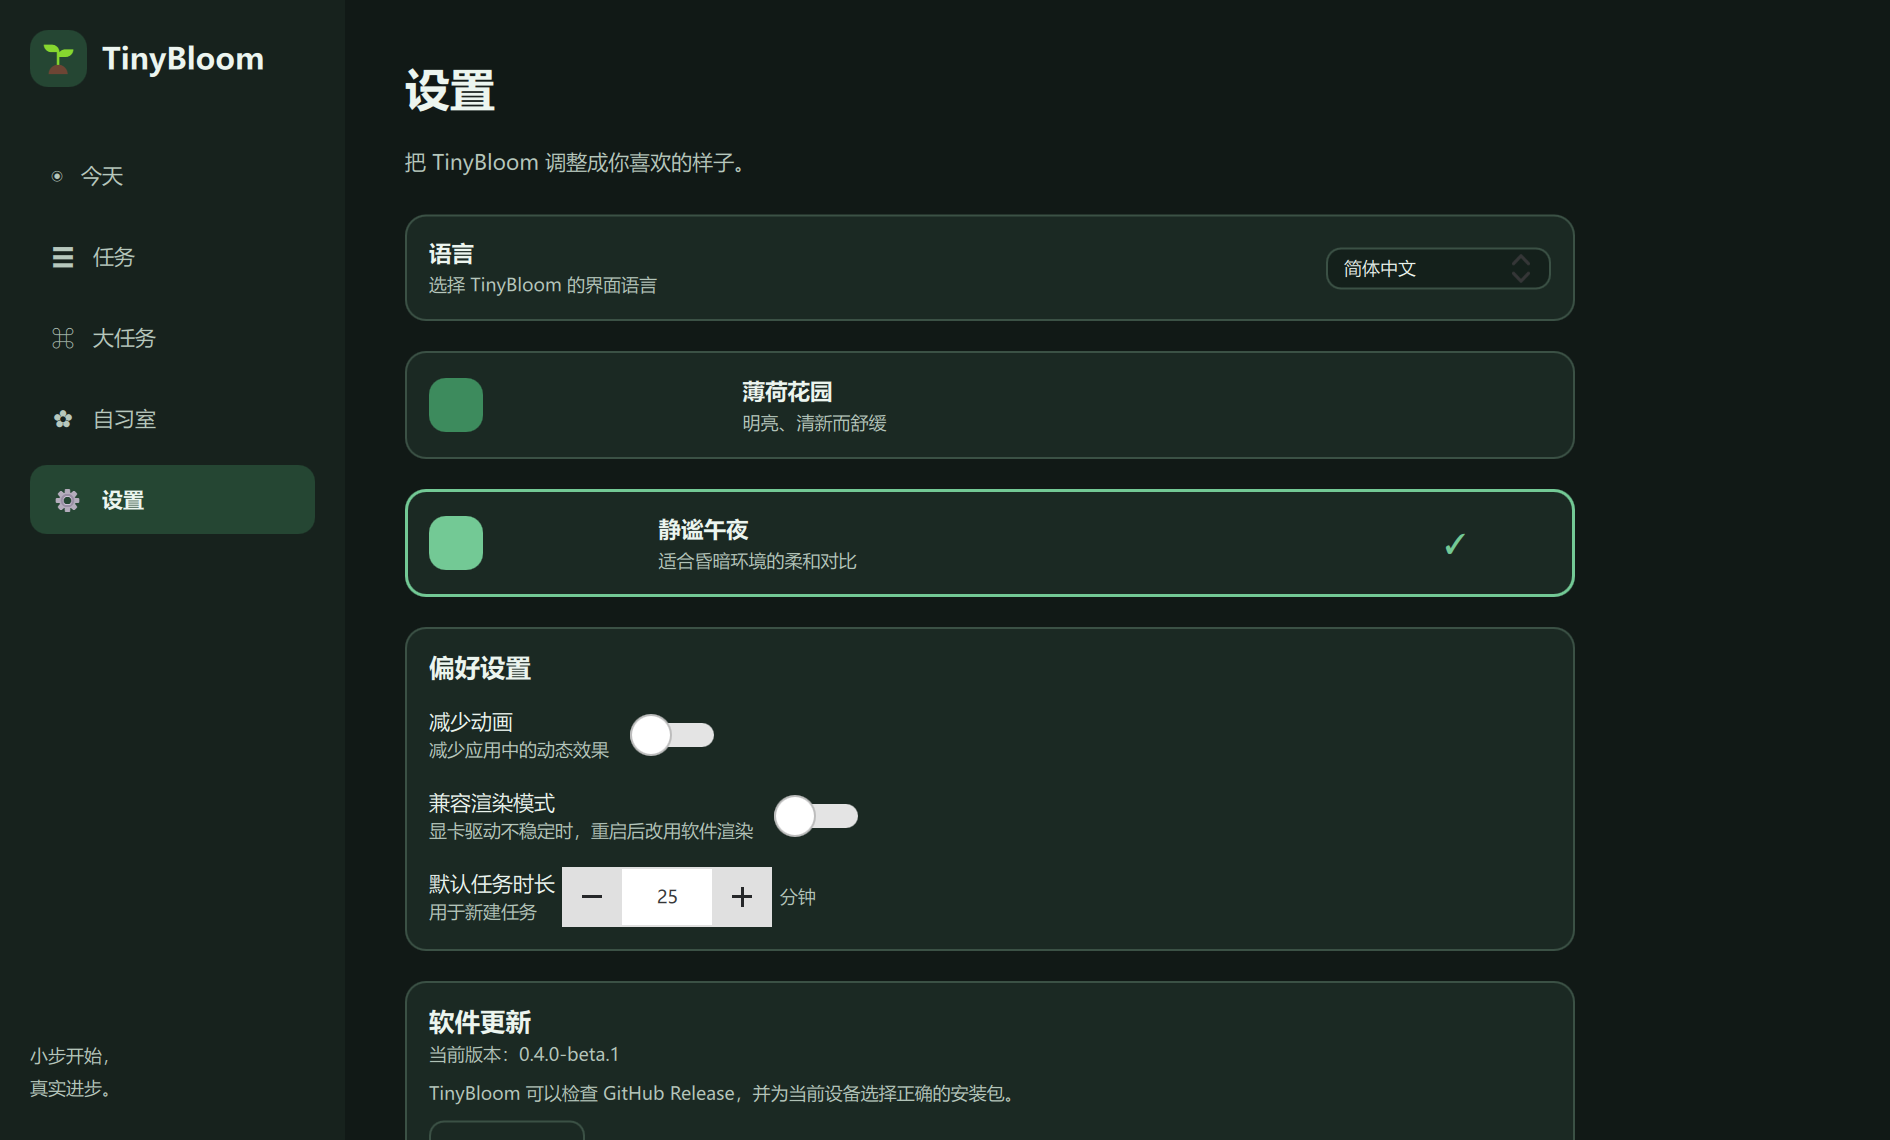 TinyBloom
今天
任务
大任务
自习室
设置
小步开始，
真实进步。
设置
把 TinyBloom 调整成你喜欢的样子。
语言
选择 TinyBloom 的界面语言
简体中文
薄荷花园
明亮、清新而舒缓
静谧午夜
适合昏暗环境的柔和对比
✓
偏好设置
减少动画
减少应用中的动态效果
兼容渲染模式
显卡驱动不稳定时，重启后改用软件渲染
默认任务时长
用于新建任务
− 25 + 分钟
软件更新
当前版本：0.4.0-beta.1
TinyBloom 可以检查 GitHub Release，并为当前设备选择正确的安装包。